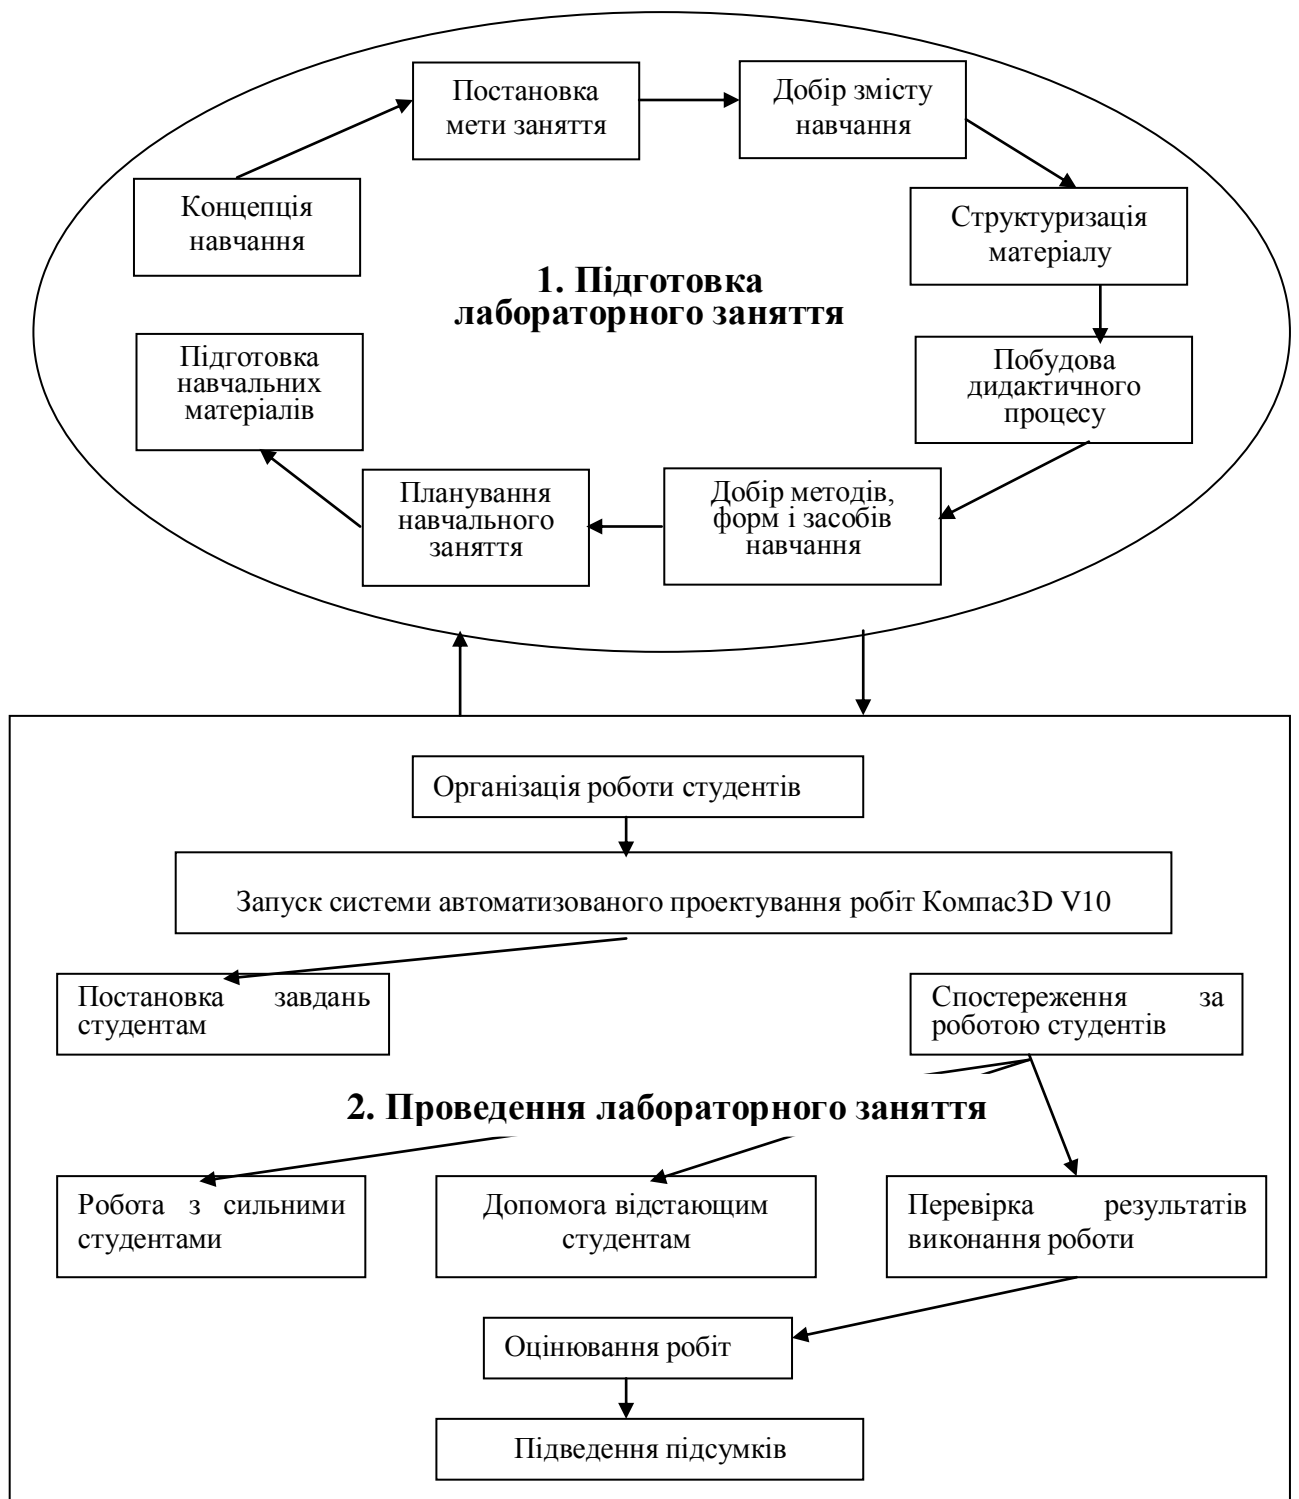 Постановка
мети заняття
Добір змісту
навчання
Концепція
навчання
Структуризація
матеріалу
1. Підготовка
лабораторного заняття
Підготовка
навчальних
матеріалів
Побудова
дидактичного
процесу
Планування
навчального
заняття
Добір методів,
форм і засобів
навчання
Організація роботи студентів
Запуск системи автоматизованого проектування робіт Компас3D V10
Постановка завдань
студентам
Спостереження за
роботою студентів
2. Проведення лабораторного заняття
Робота з сильними
студентами
Допомога відстающим
студентам
Перевірка результатів
виконання роботи
Оцінювання робіт
Підведення підсумків